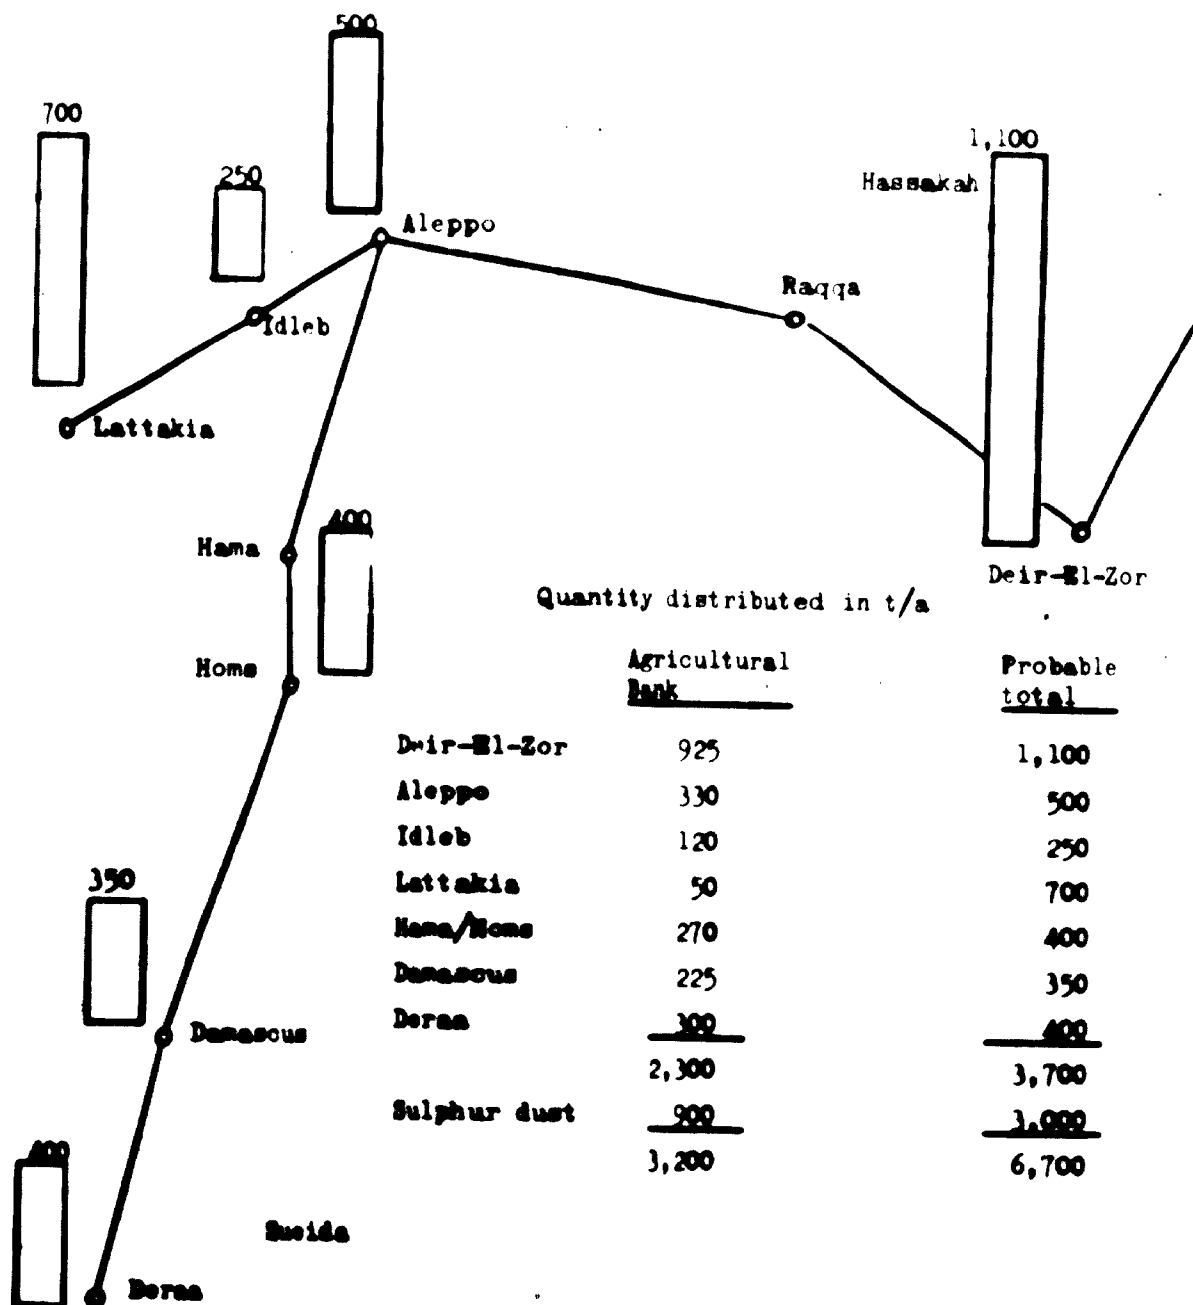 500
700
1,100
250
Hassakah
Aleppo
Raqqa
Idleb
Lattakia
400
Hama
Deir-El-Zor
Quantity distributed in t/a
Homs
Agricultural Bank
Probable total
Deir-El-Zor 925 1,100
Aleppo 330 500
Idleb 120 250
Lattakia 50 700
Hama/Homs 270 400
350
Damascus 225 350
Deraa 300 400
Damascus
2,300 3,700
Sulphur dust 900 3,000
400
3,200 6,700
Sueida
Deraa